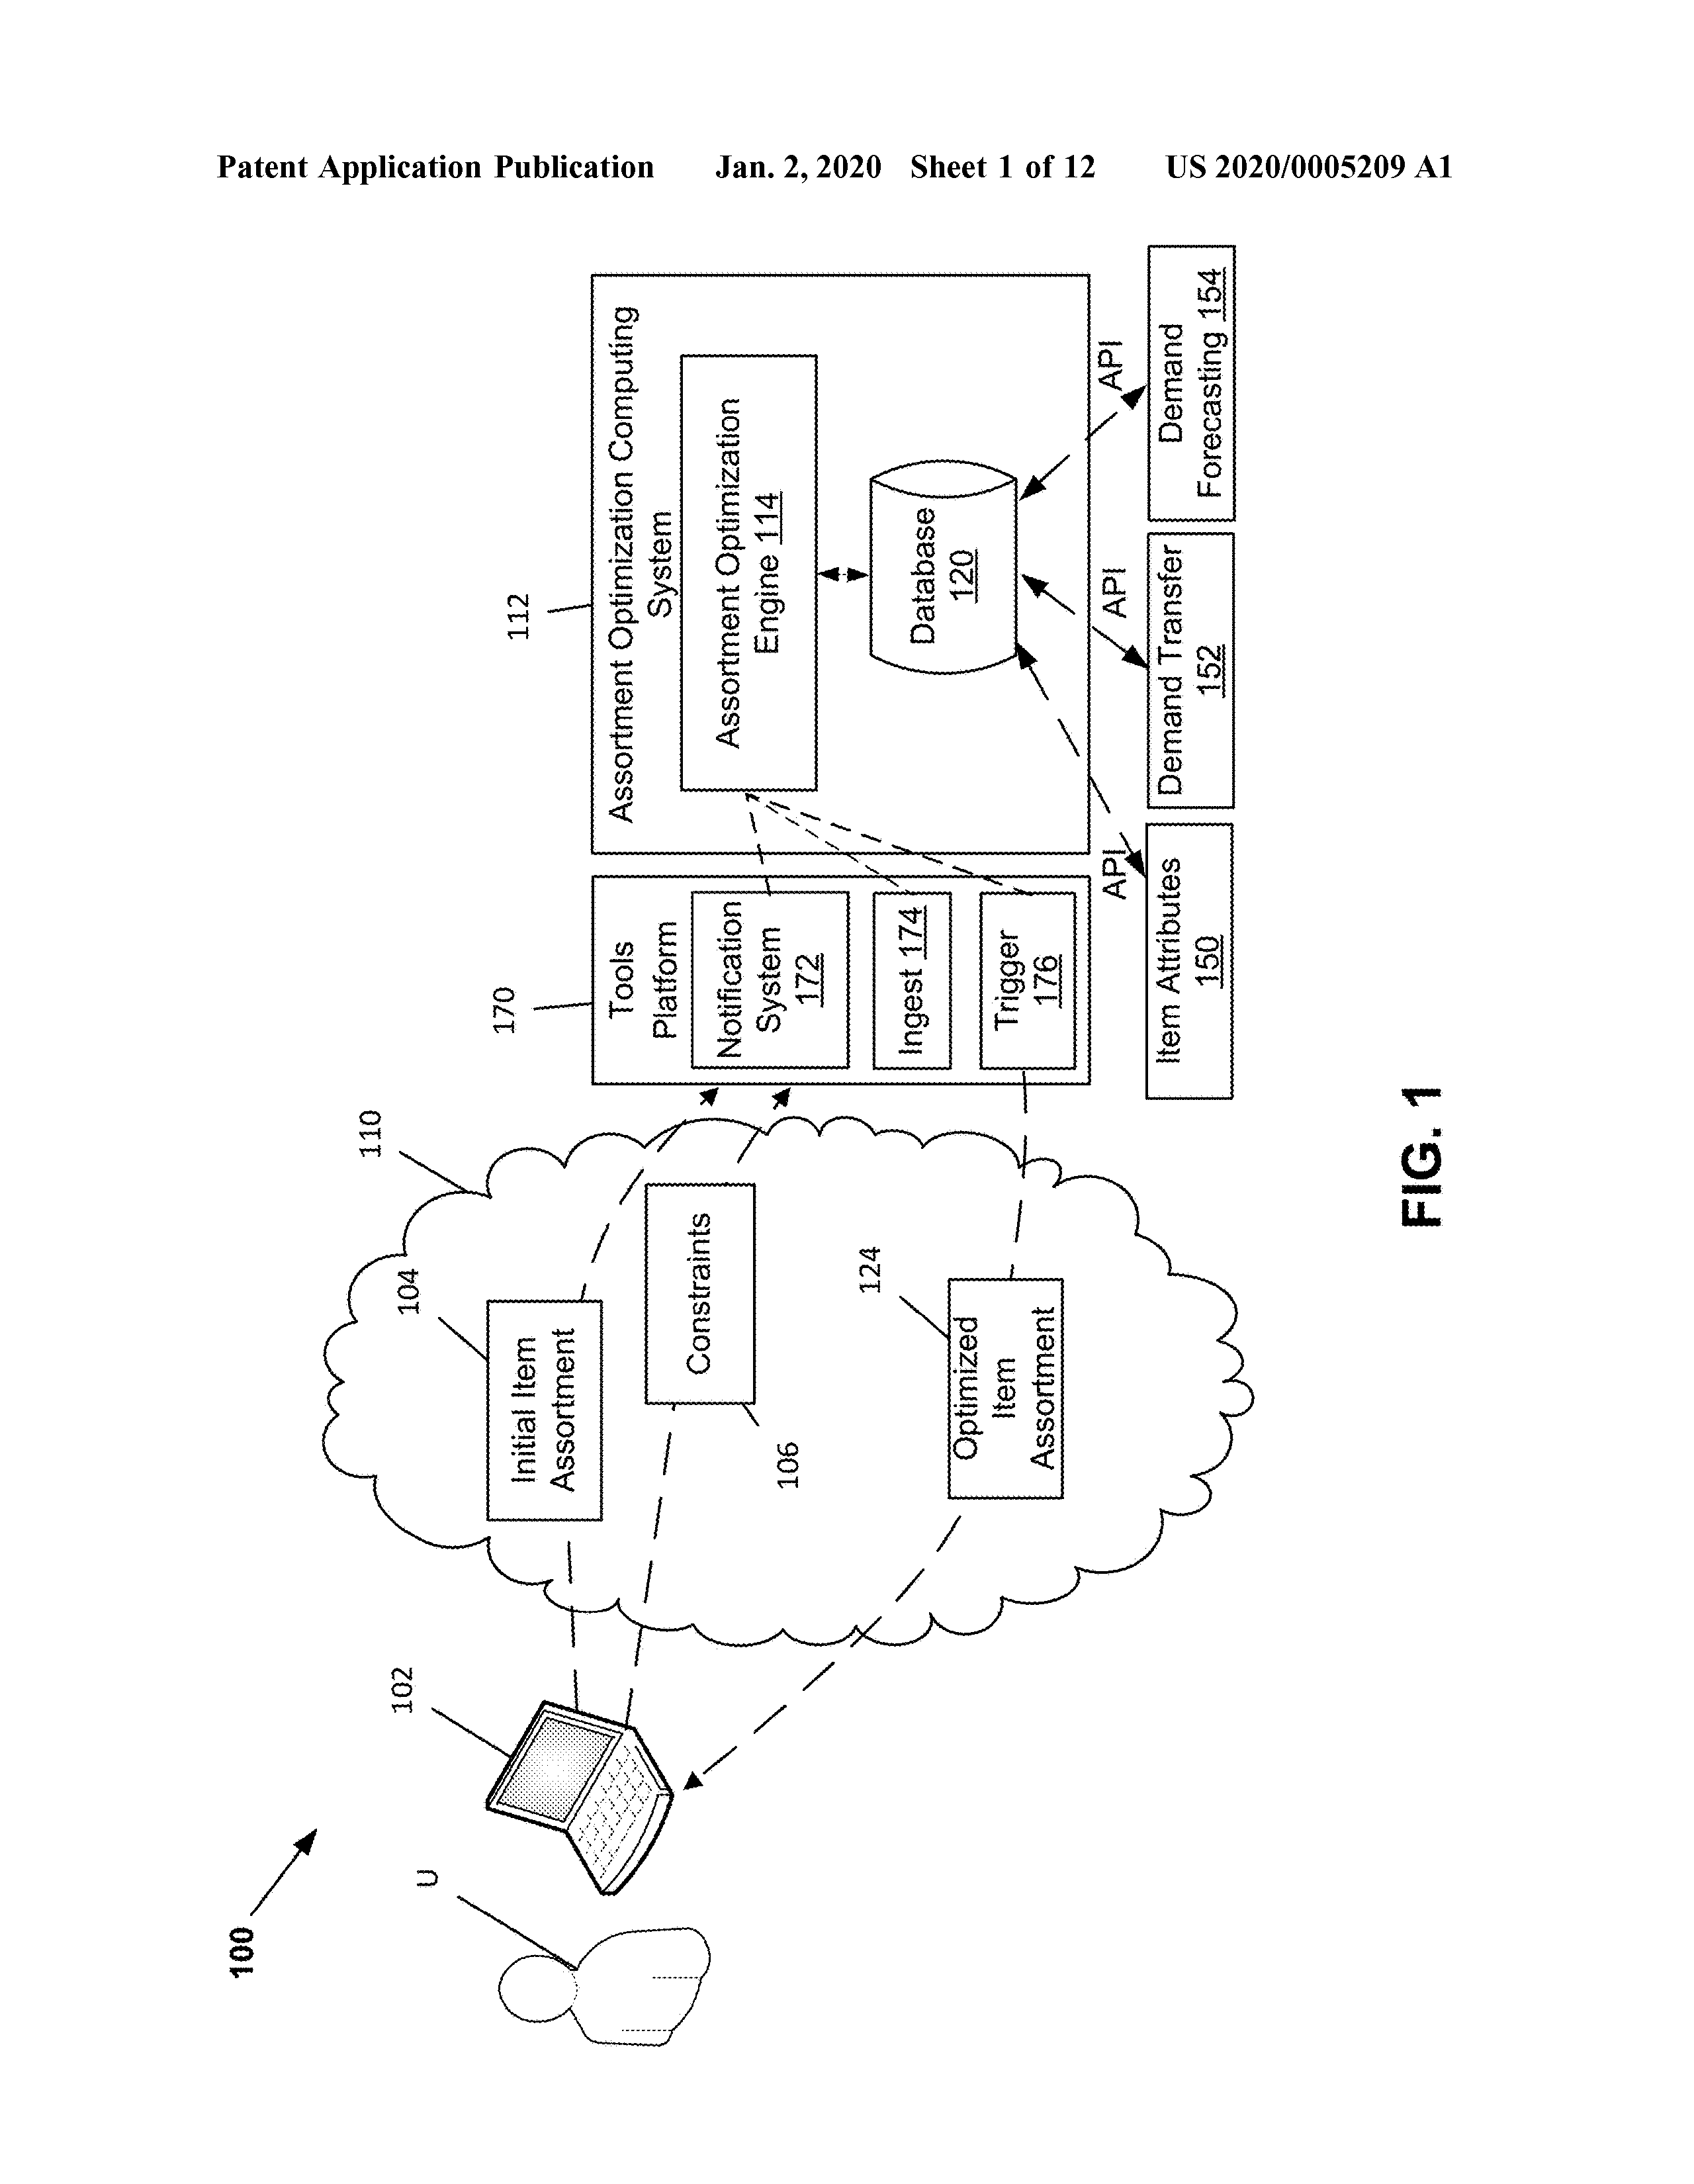 Patent Application Publication Jan. 2, 2020 Sheet 1 of 12 US 2020/0005209 A1
100
U
102
104
Initial Item
Assortment
Constraints
106
110
124
Optimized
Item
Assortment
170
Tools
Platform
Notification
System
172
Ingest 174
Trigger
176
112
Assortment Optimization Computing
System
Assortment Optimization
Engine 114
Database
120
API
API
API
Item Attributes
150
Demand Transfer
152
Demand
Forecasting 154
FIG. 1